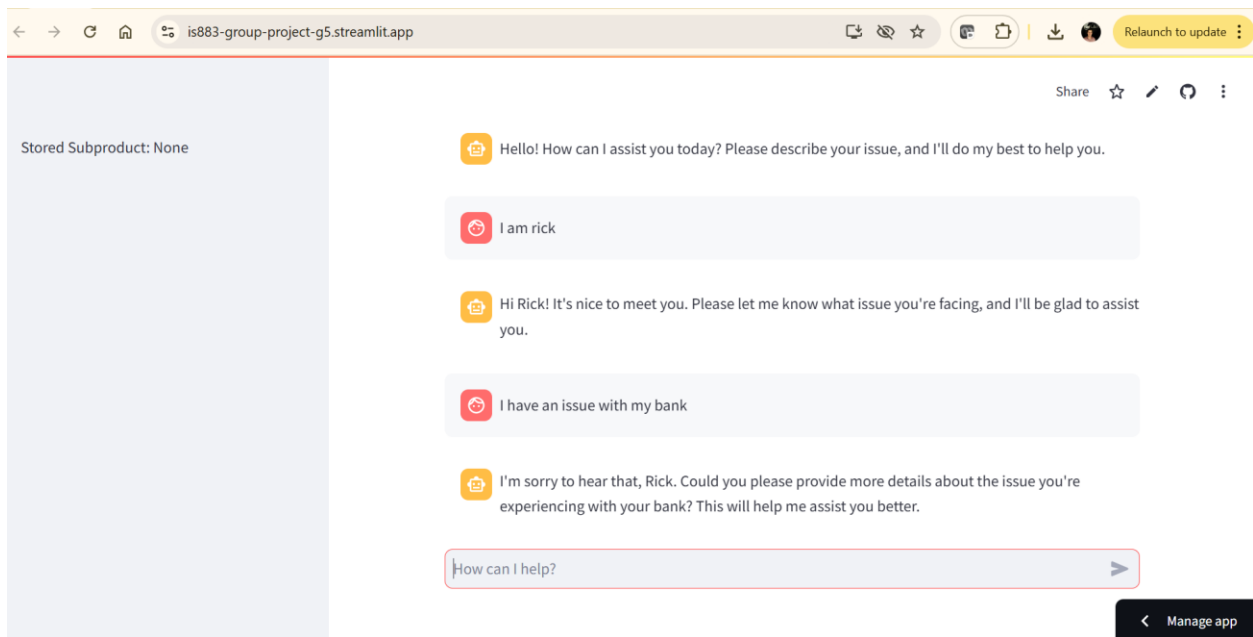 is883-group-project-g5.streamlit.app
Relaunch to update
Share
Stored Subproduct: None
Hello! How can I assist you today? Please describe your issue, and I'll do my best to help you.
I am rick
Hi Rick! It's nice to meet you. Please let me know what issue you're facing, and I'll be glad to assist
you.
I have an issue with my bank
I'm sorry to hear that, Rick. Could you please provide more details about the issue you're
experiencing with your bank? This will help me assist you better.
How can I help?
Manage app